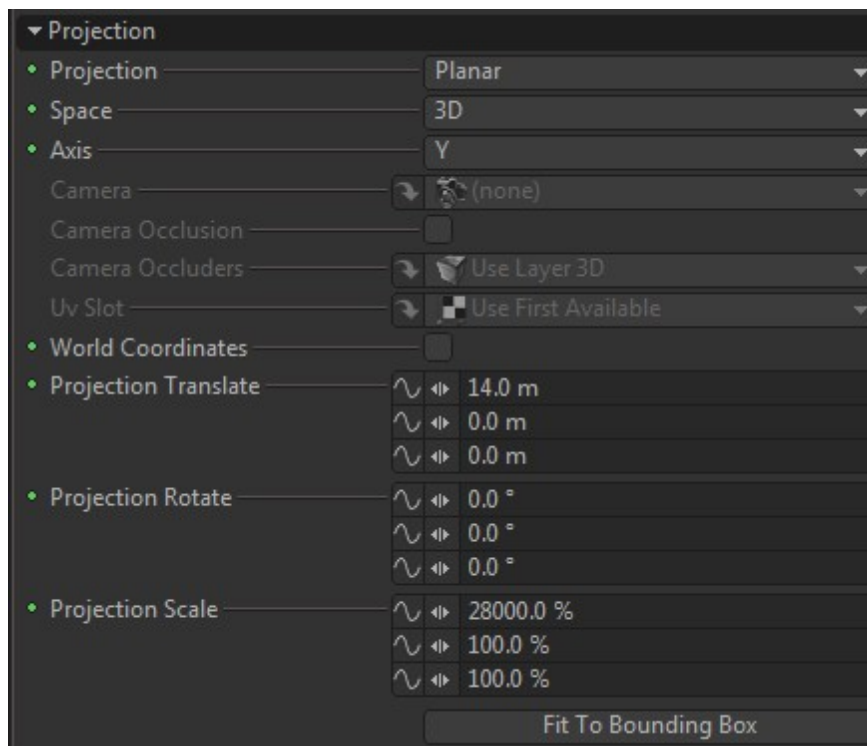 Projection
Projection Planar
Space 3D
Axis Y
Camera (none)
Camera Occlusion
Camera Occluders Use Layer 3D
Uv Slot Use First Available
World Coordinates
Projection Translate 14.0 m
0.0 m
0.0 m
Projection Rotate 0.0 °
0.0 °
0.0 °
Projection Scale 28000.0 %
100.0 %
100.0 %
Fit To Bounding Box